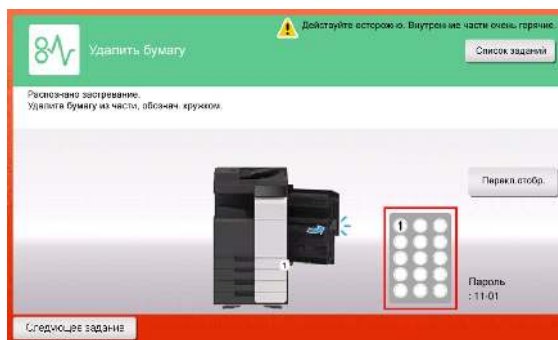 Действуйте осторожно. Внутренние части очень горячие.
Удалить бумагу
Список заданий
Распознано застревание.
Удалите бумагу из части, обознач. кружком.
Перекл.отобр.
1
1
Пароль
: 11-01
Следующее задание